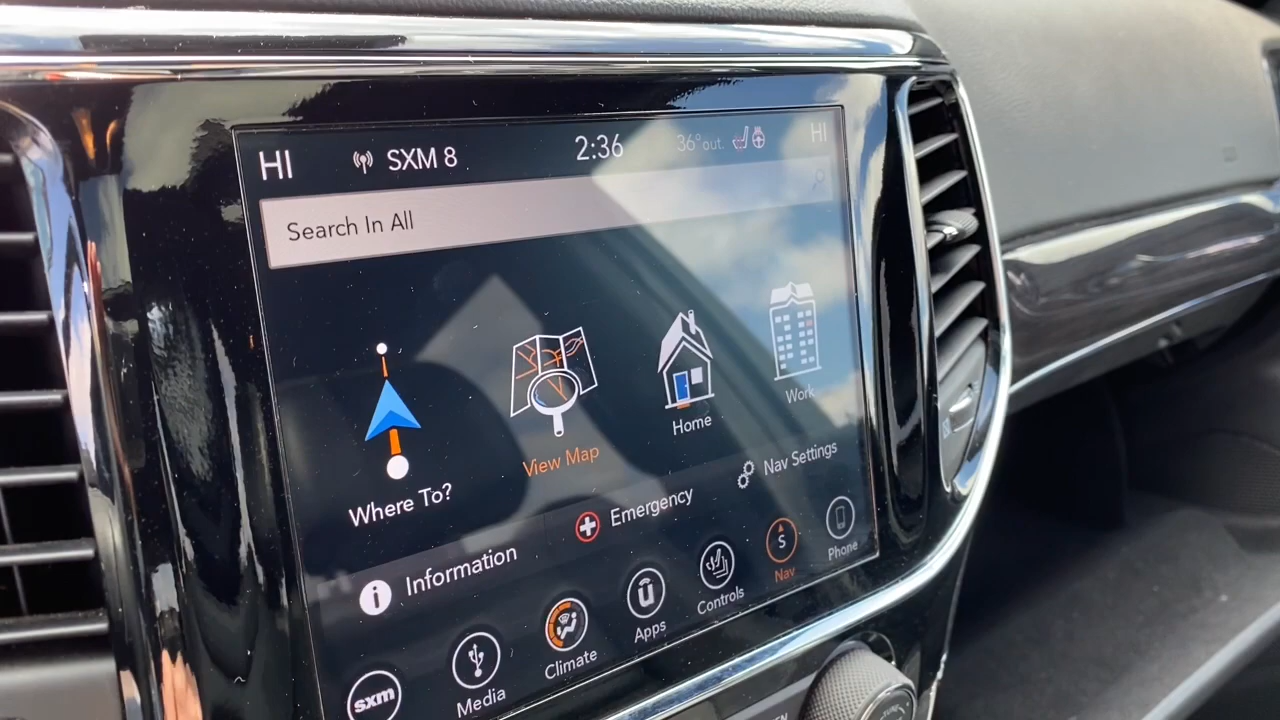 HI SXM 8 2:36 36° out. HI
Search In All
Where To? View Map Home Work
Information Emergency Nav Settings
sxm Media Climate Apps Controls S Nav Phone